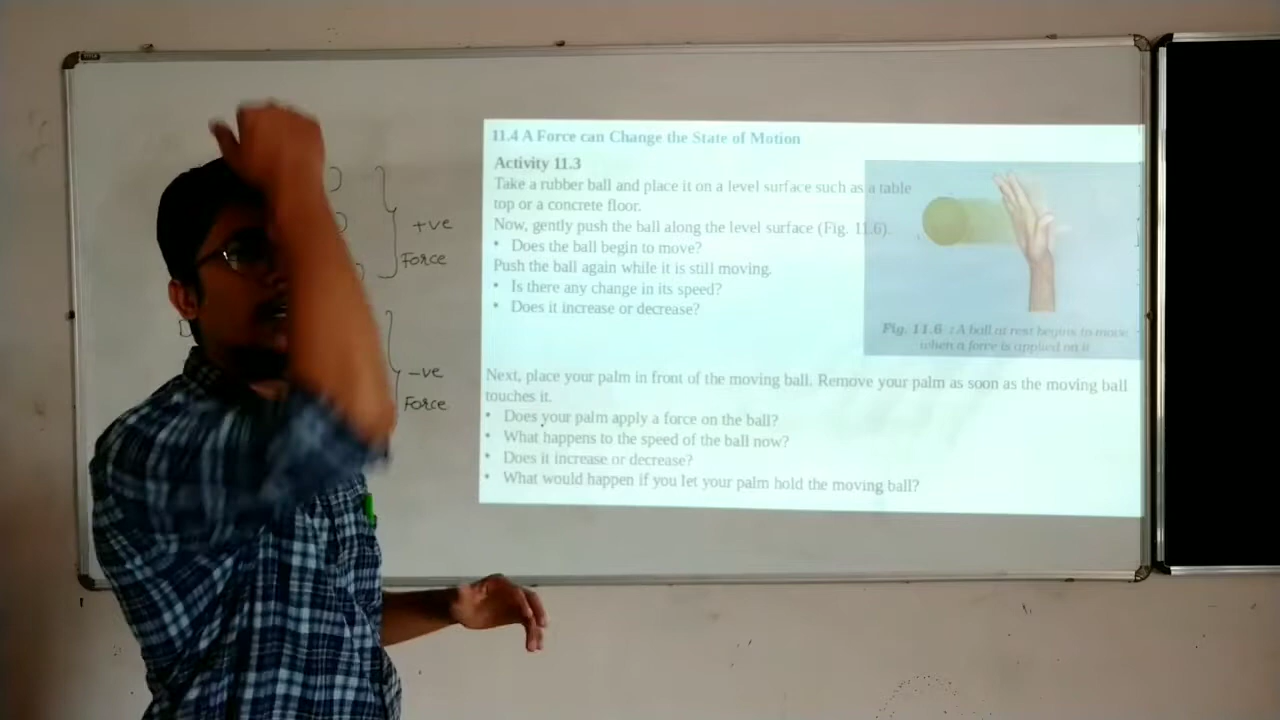 11.4 A Force can Change the State of Motion
Activity 11.3
Take a rubber ball and place it on a level surface such as a table
top or a concrete floor.
Now, gently push the ball along the level surface (Fig. 11.6).
• Does the ball begin to move?
Push the ball again while it is still moving.
• Is there any change in its speed?
• Does it increase or decrease?
Fig. 11.6 : A ball at rest begins to move
when a force is applied on it
Next, place your palm in front of the moving ball. Remove your palm as soon as the moving ball
touches it.
• Does your palm apply a force on the ball?
• What happens to the speed of the ball now?
• Does it increase or decrease?
• What would happen if you let your palm hold the moving ball?
+ve
Force
-ve
Force